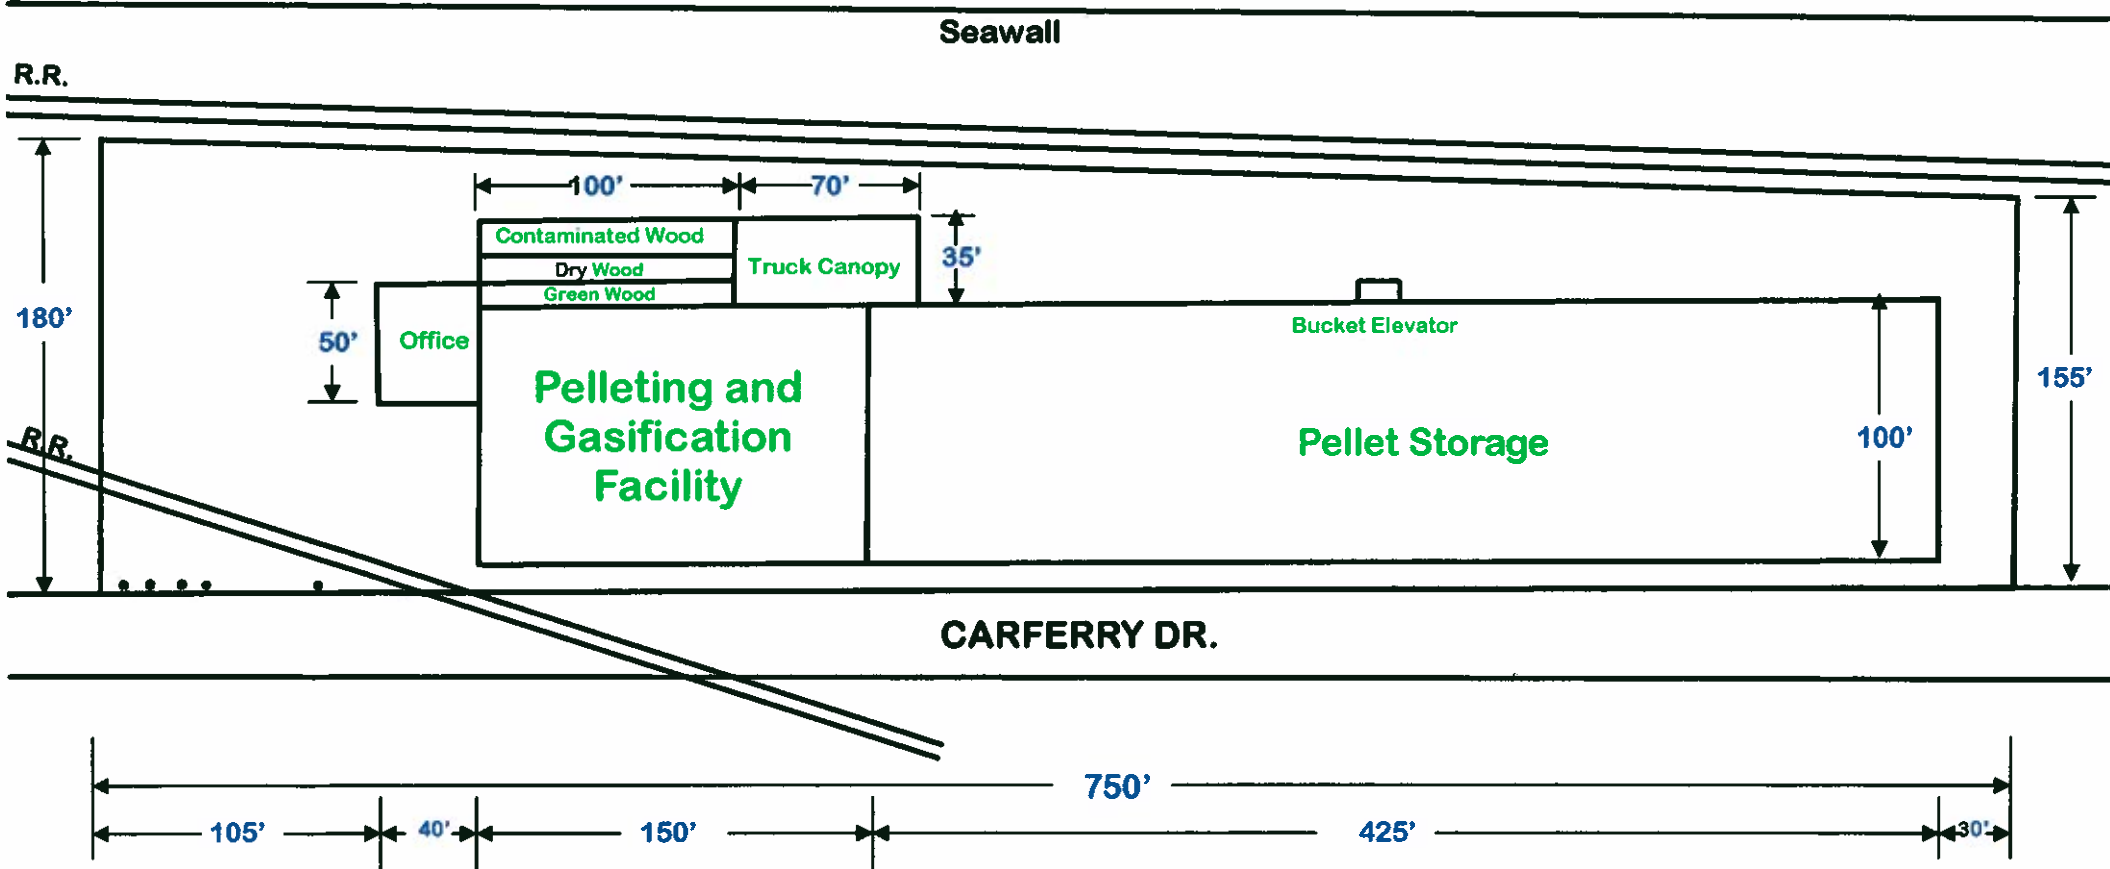 Seawall
R.R.
100' 70'
Contaminated Wood
Dry Wood
Green Wood
Truck Canopy
35'
180'
50'
Office
Bucket Elevator
Pelleting and
Gasification
Facility
Pellet Storage
100'
155'
R.R.
CARFERRY DR.
750'
105' 40' 150' 425' 30'